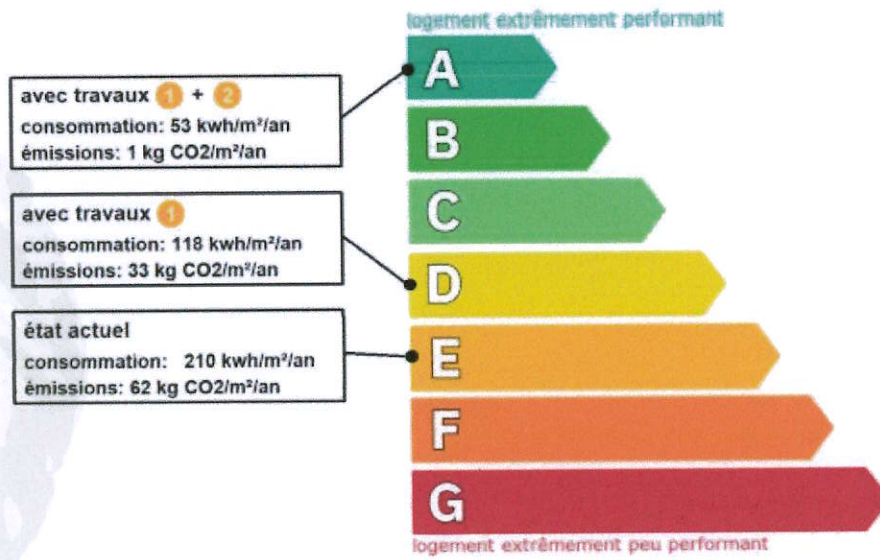 logement extrêmement performant
A
avec travaux 1 + 2
consommation: 53 kwh/m²/an
émissions: 1 kg CO2/m²/an
B
avec travaux 1
consommation: 118 kwh/m²/an
émissions: 33 kg CO2/m²/an
C
D
état actuel
consommation: 210 kwh/m²/an
émissions: 62 kg CO2/m²/an
E
F
G
logement extrêmement peu performant